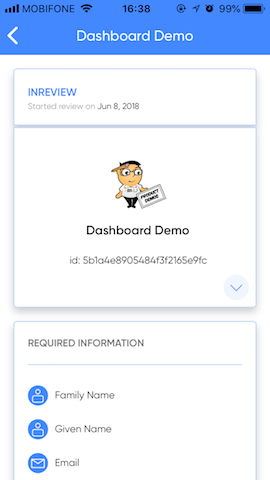 MOBIFONE 16:38 99%
Dashboard Demo
INREVIEW
Started review on Jun 8, 2018
PRODUCT
DEMOS
Dashboard Demo
id: 5b1a4e8905484f3f2165e9fc
REQUIRED INFORMATION
Family Name
Given Name
Email